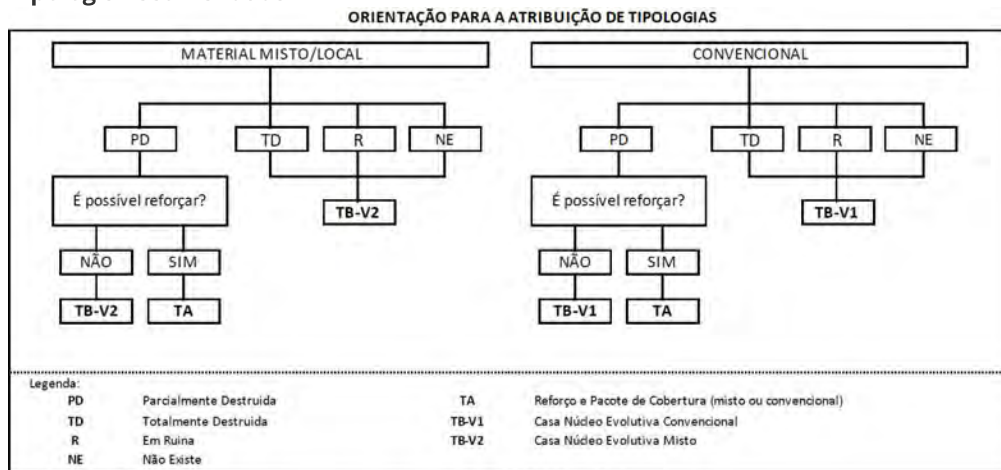 ORIENTAÇÃO PARA A ATRIBUIÇÃO DE TIPOLOGIAS
MATERIAL MISTO/LOCAL
PD TD R NE
É possível reforçar?
TB-V2
NÃO SIM
TB-V2 TA
CONVENCIONAL
PD TD R NE
É possível reforçar?
TB-V1
NÃO SIM
TB-V1 TA
Legenda:
PD Parcialmente Destruida
TD Totalmente Destruida
R Em Ruina
NE Não Existe
TA Reforço e Pacote de Cobertura (misto ou convencional)
TB-V1 Casa Núcleo Evolutiva Convencional
TB-V2 Casa Núcleo Evolutiva Misto